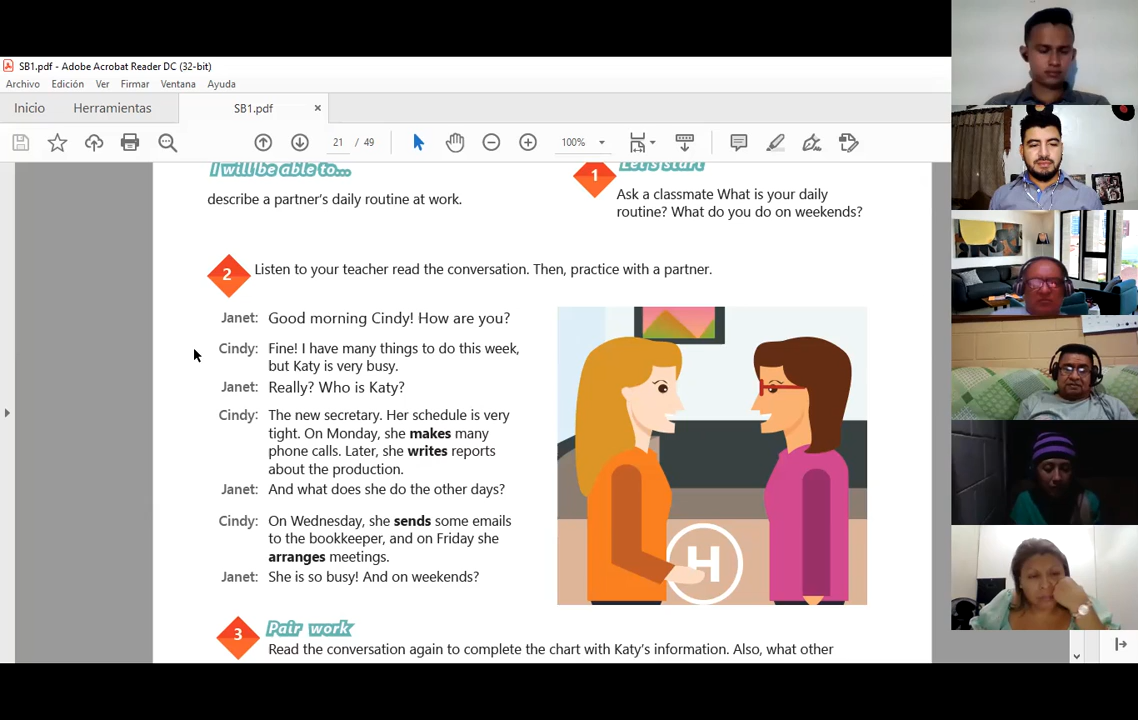 SB1.pdf - Adobe Acrobat Reader DC (32-bit)
Archivo Edición Ver Firmar Ventana Ayuda
Inicio Herramientas SB1.pdf ×
21 / 49 100%
I will be able to...
describe a partner's daily routine at work.
1 Let's start
Ask a classmate What is your daily
routine? What do you do on weekends?
2 Listen to your teacher read the conversation. Then, practice with a partner.
Janet: Good morning Cindy! How are you?
Cindy: Fine! I have many things to do this week,
but Katy is very busy.
Janet: Really? Who is Katy?
Cindy: The new secretary. Her schedule is very
tight. On Monday, she makes many
phone calls. Later, she writes reports
about the production.
Janet: And what does she do the other days?
Cindy: On Wednesday, she sends some emails
to the bookkeeper, and on Friday she
arranges meetings.
Janet: She is so busy! And on weekends?
H
3 Pair work
Read the conversation again to complete the chart with Katy's information. Also, what other